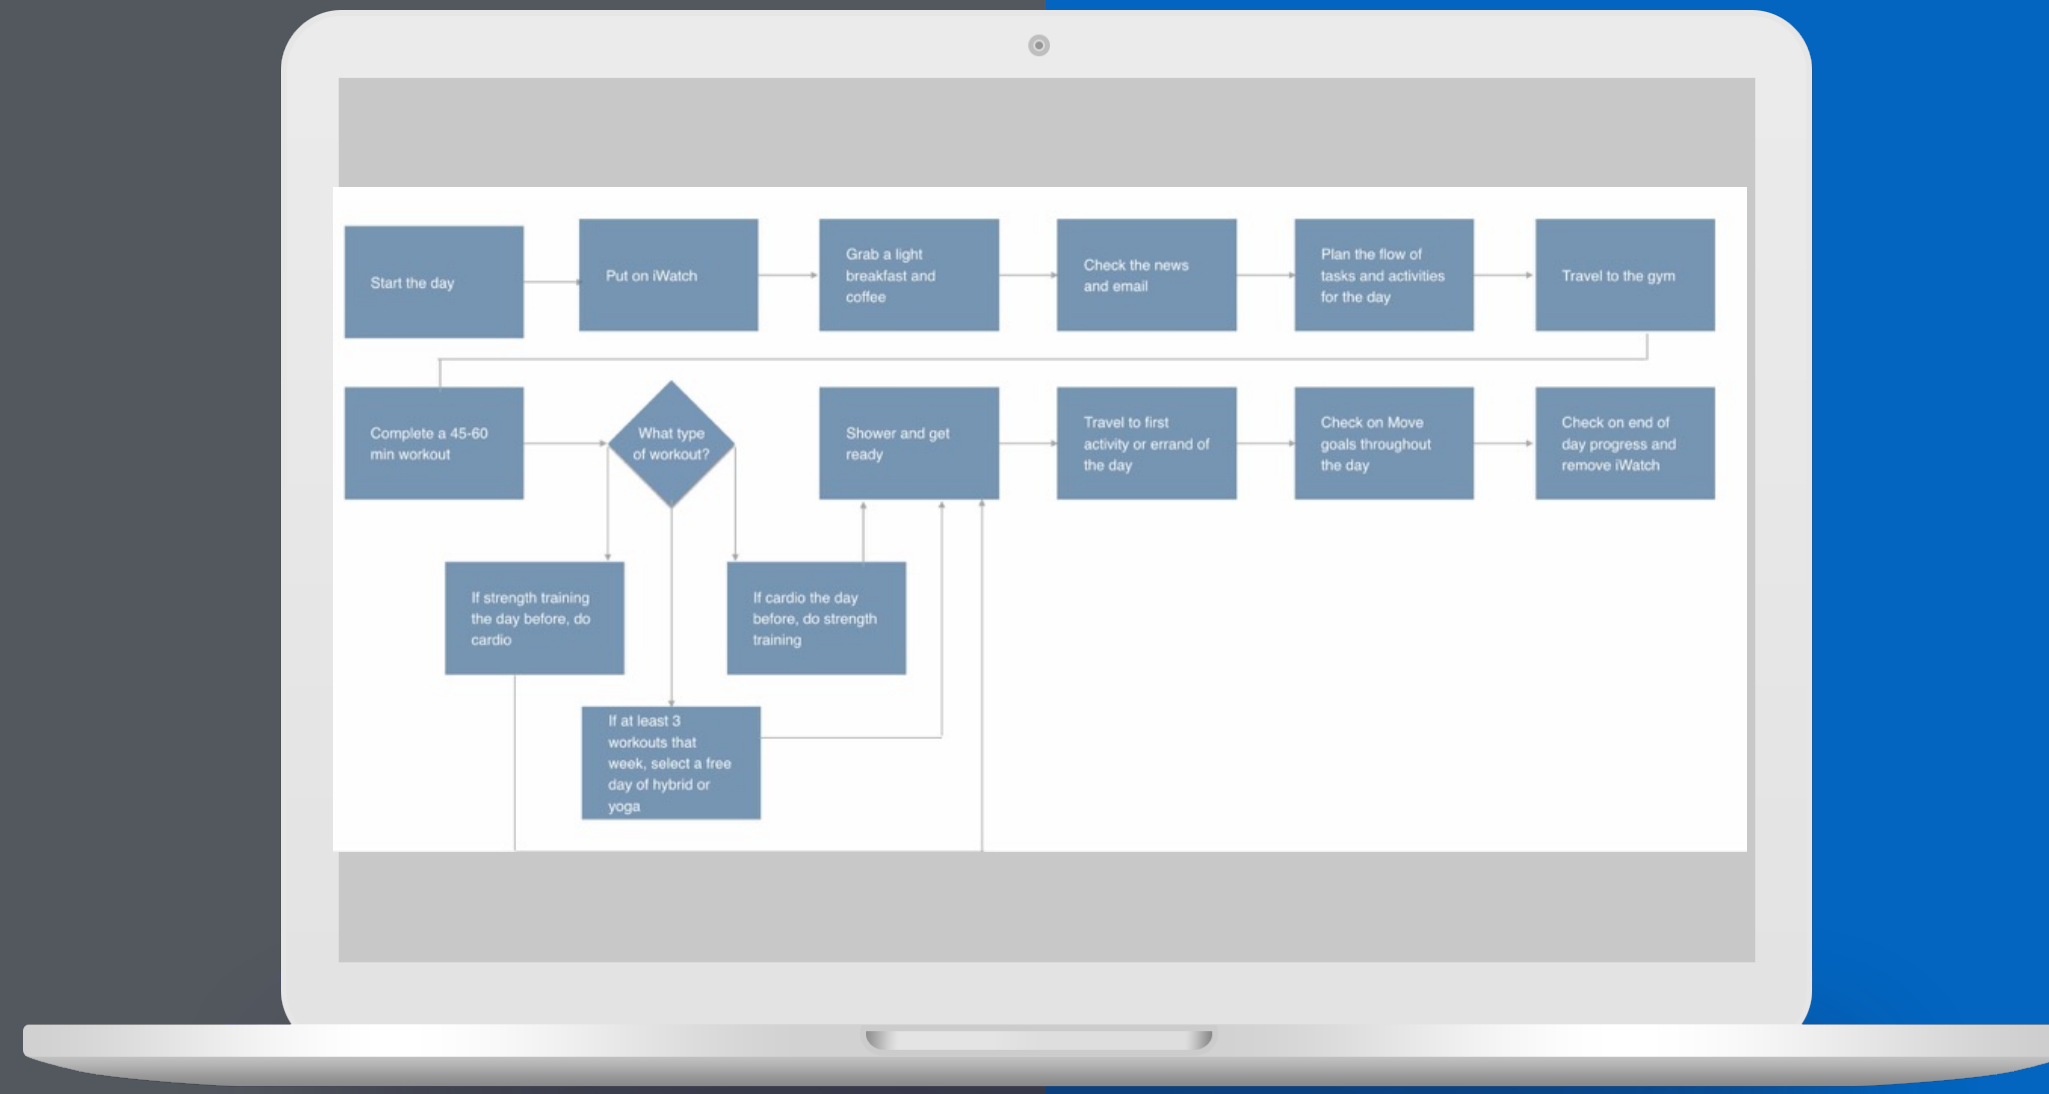 Start the day
Put on iWatch
Grab a light
breakfast and
coffee
Check the news
and email
Plan the flow of
tasks and activities
for the day
Travel to the gym
Complete a 45-60
min workout
What type
of workout?
Shower and get
ready
Travel to first
activity or errand of
the day
Check on Move
goals throughout
the day
Check on end of
day progress and
remove iWatch
If strength training
the day before, do
cardio
If cardio the day
before, do strength
training
If at least 3
workouts that
week, select a free
day of hybrid or
yoga